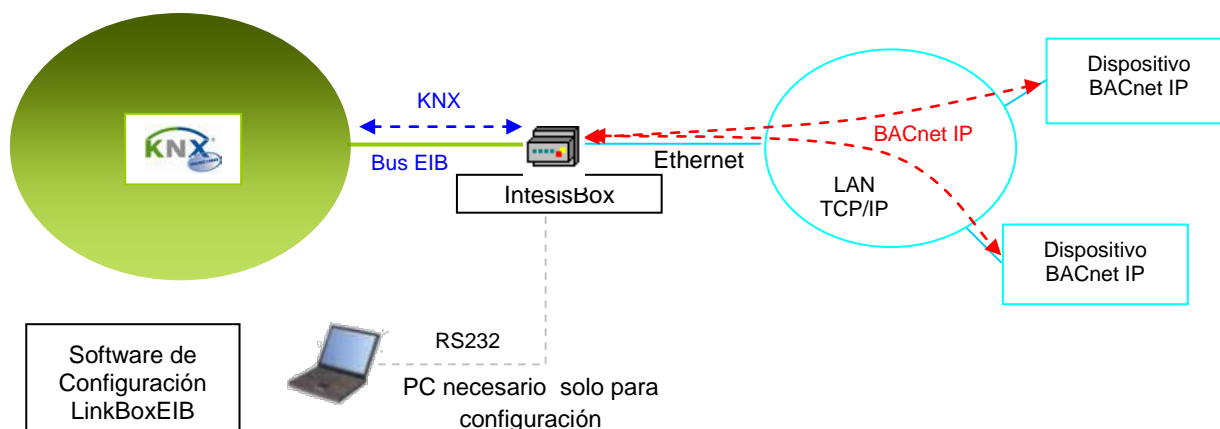 KNX
KNX
Bus EIB
IntesisBox
Ethernet
BACnet IP
LAN
TCP/IP
Dispositivo
BACnet IP
Dispositivo
BACnet IP
Software de
Configuración
LinkBoxEIB
RS232
PC necesario solo para
configuración